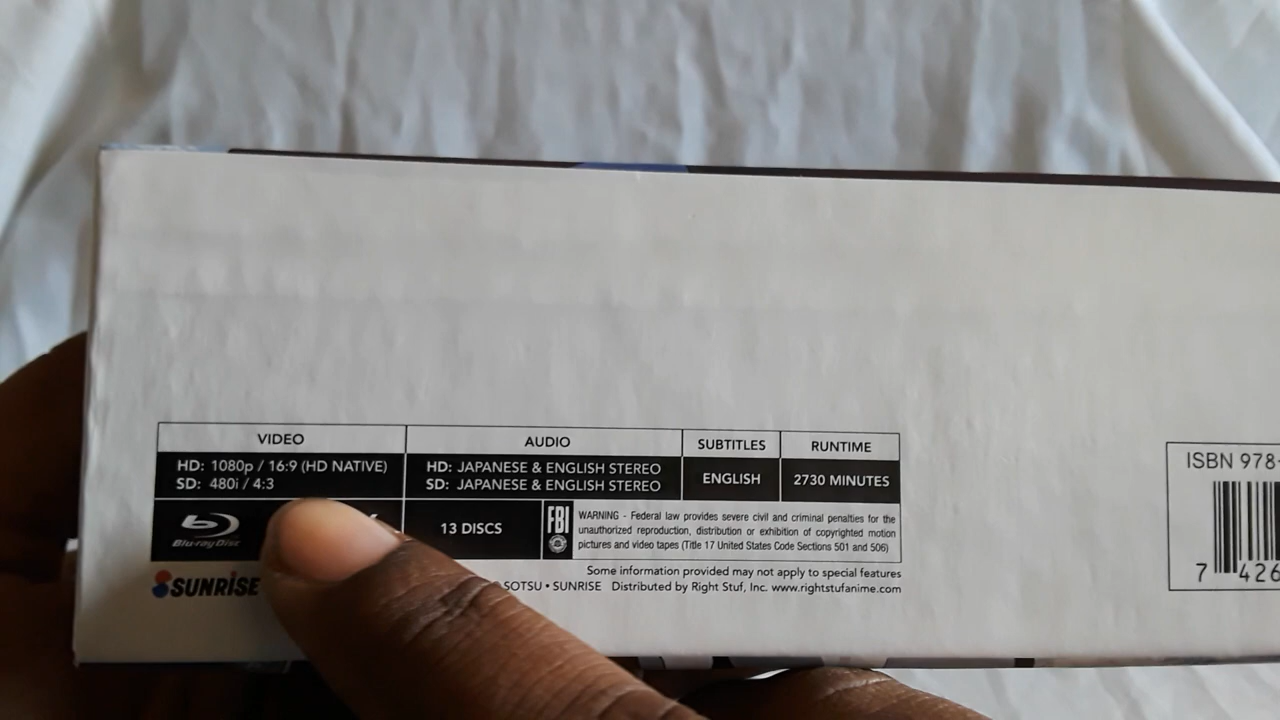 VIDEO
HD: 1080p / 16:9 (HD NATIVE)
SD: 480i / 4:3
AUDIO
HD: JAPANESE & ENGLISH STEREO
SD: JAPANESE & ENGLISH STEREO
SUBTITLES
ENGLISH
RUNTIME
2730 MINUTES
Blu-ray Disc
13 DISCS
FBI
WARNING - Federal law provides severe civil and criminal penalties for the
unauthorized reproduction, distribution or exhibition of copyrighted motion
pictures and video tapes (Title 17 United States Code Sections 501 and 506)
Some information provided may not apply to special features
SUNRISE
SOTSU • SUNRISE Distributed by Right Stuf, Inc. www.rightstufanime.com
ISBN 978-
7 426